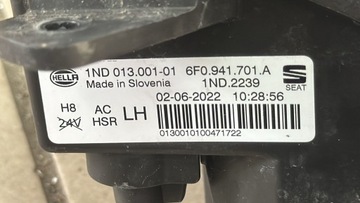 HELLA 1ND 013.001-01 6F0.941.701.A
Made in Slovenia 1ND.2239 SEAT
H8 AC LH 02-06-2022 10:28:56
24V HSR
0130010100471722